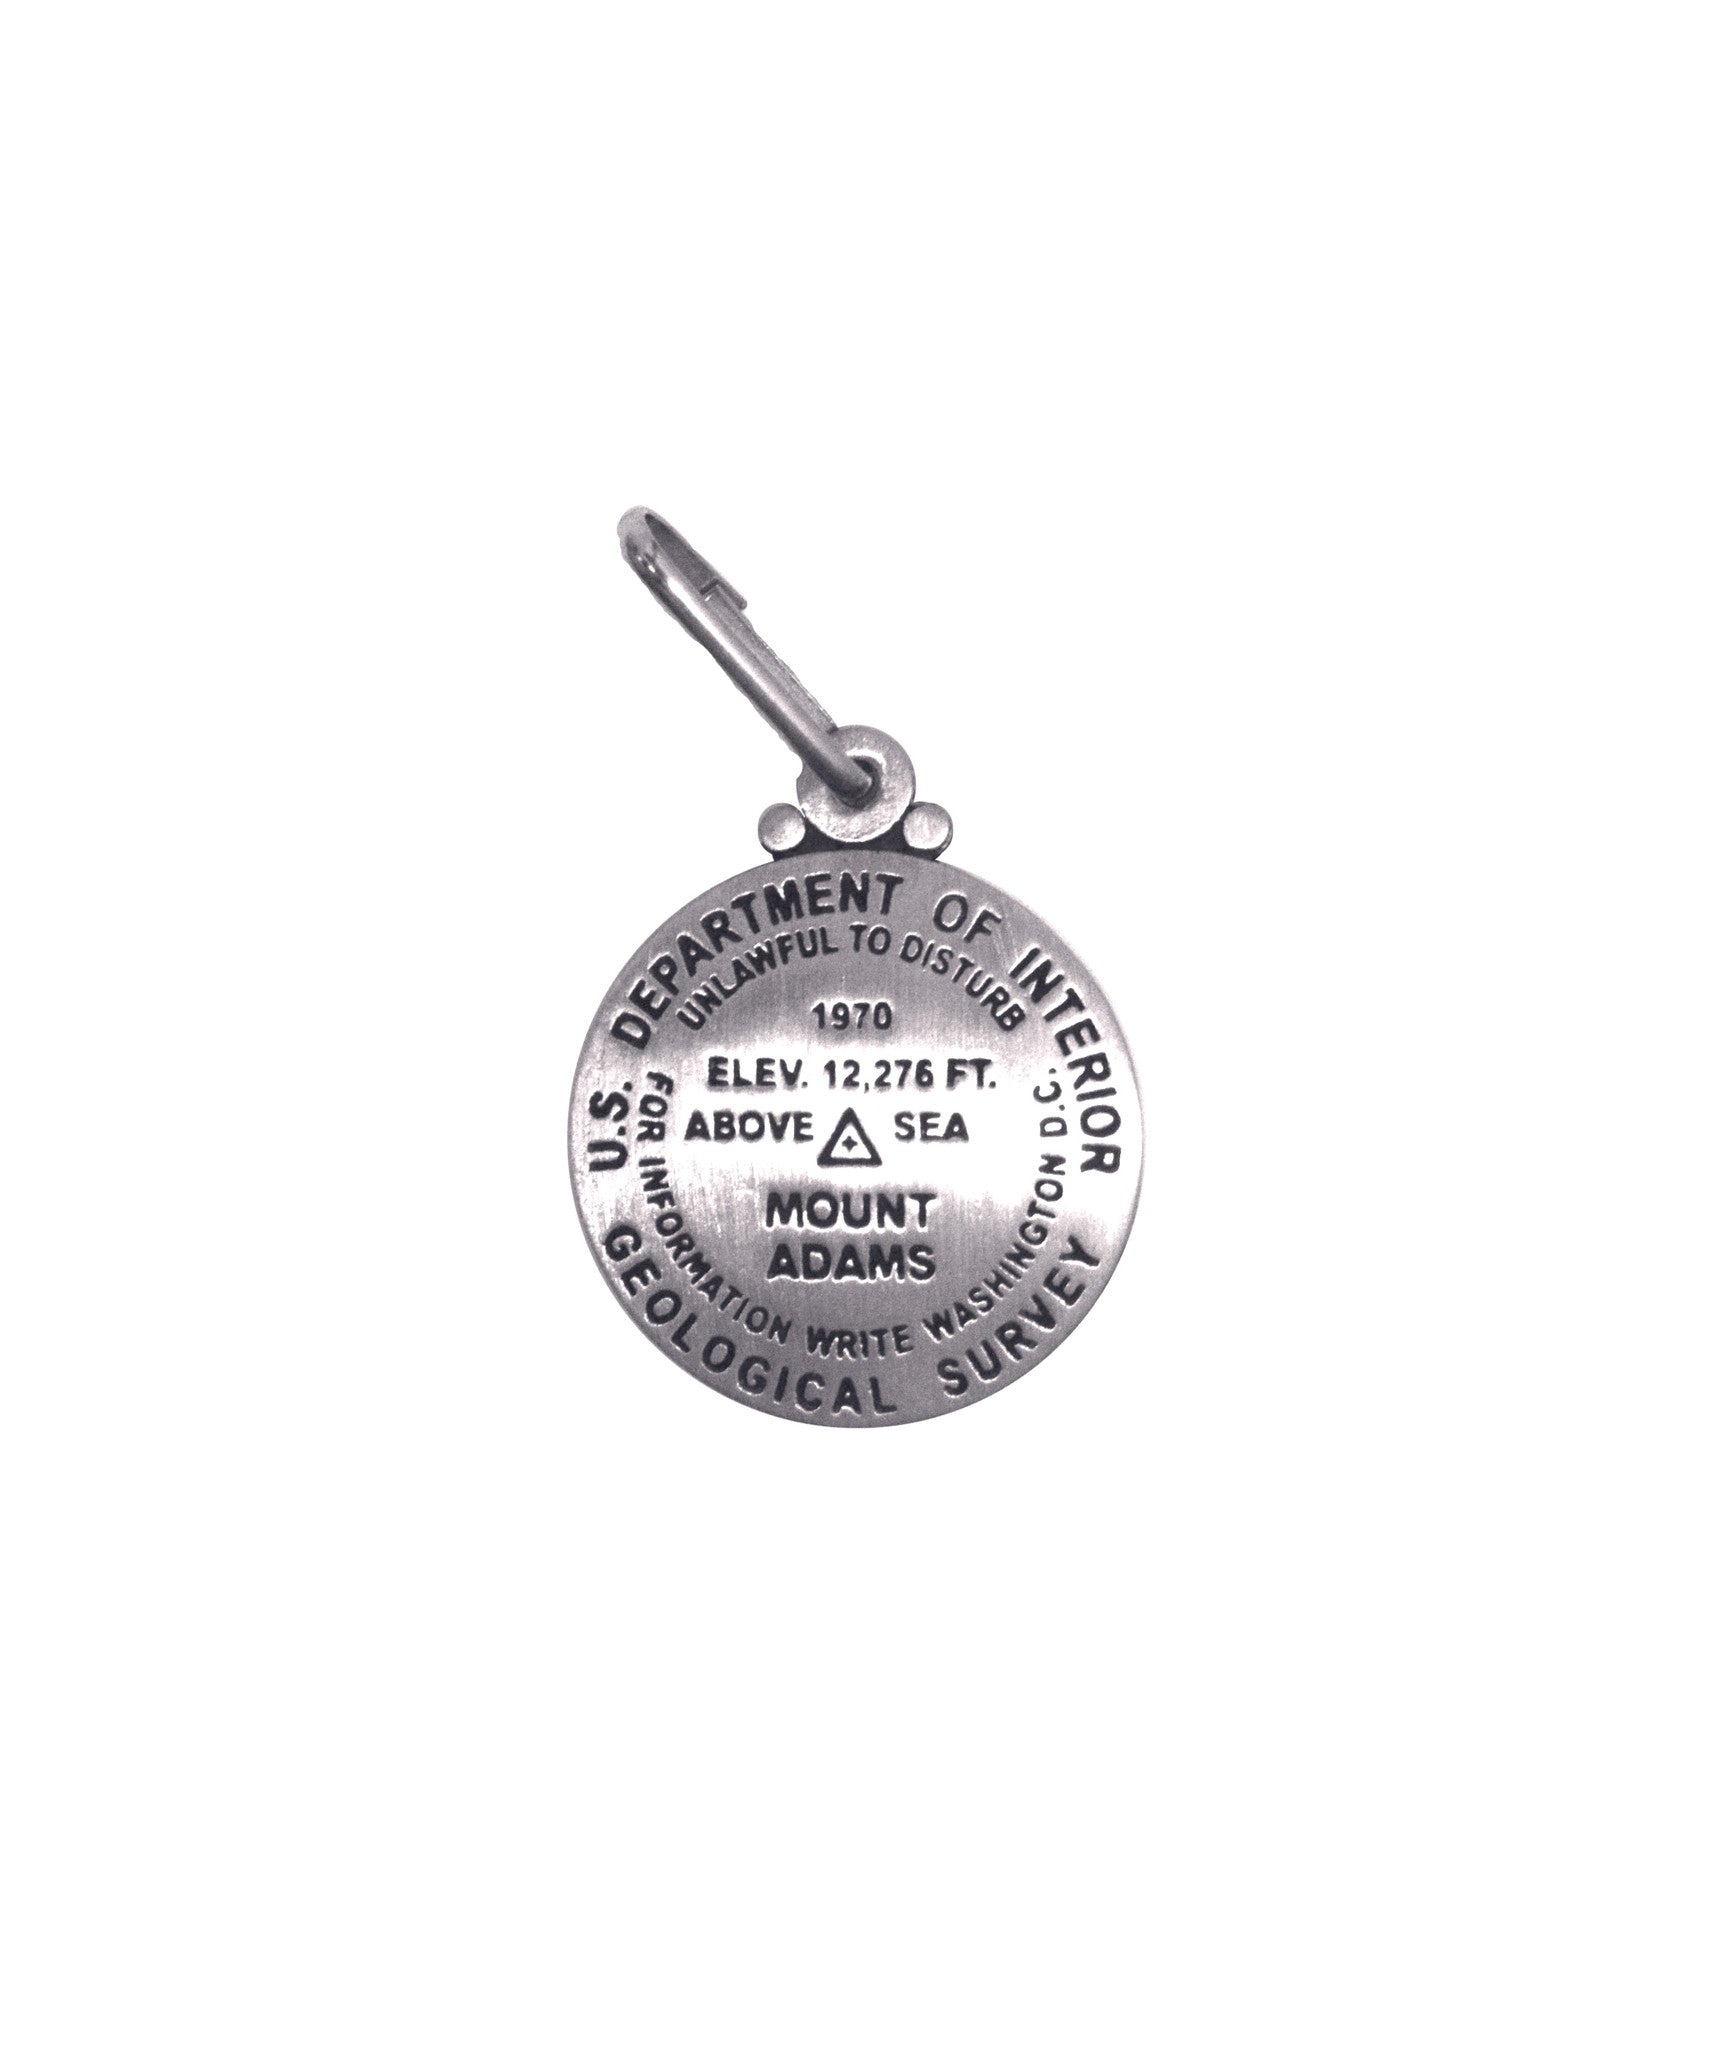 U.S. DEPARTMENT OF INTERIOR
UNLAWFUL TO DISTURB
1970
ELEV. 12,276 FT.
ABOVE SEA
MOUNT
ADAMS
FOR INFORMATION WRITE WASHINGTON D.C.
GEOLOGICAL SURVEY